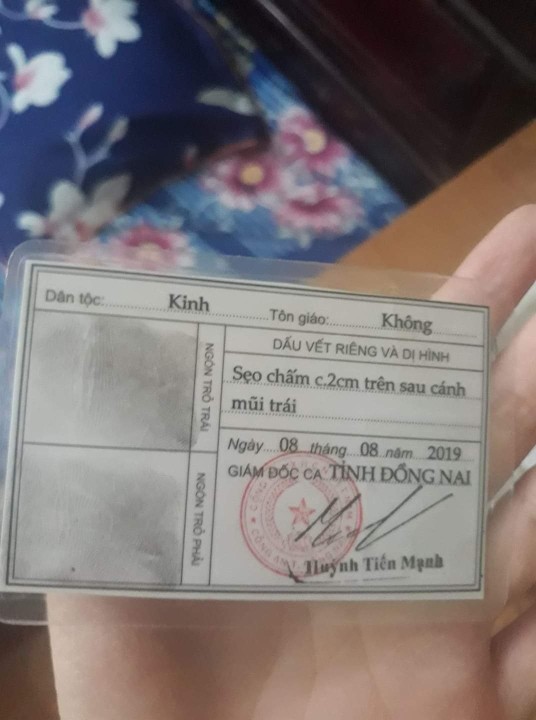 Dân tộc: Kinh Tôn giáo: Không
DẤU VẾT RIÊNG VÀ DỊ HÌNH
Sẹo chấm c.2cm trên sau cánh
mũi trái
NGÓN TRỎ TRÁI
Ngày 08 tháng 08 năm 2019
GIÁM ĐỐC CA TỈNH ĐỒNG NAI
NGÓN TRỎ PHẢI
Huỳnh Tiến Mạnh